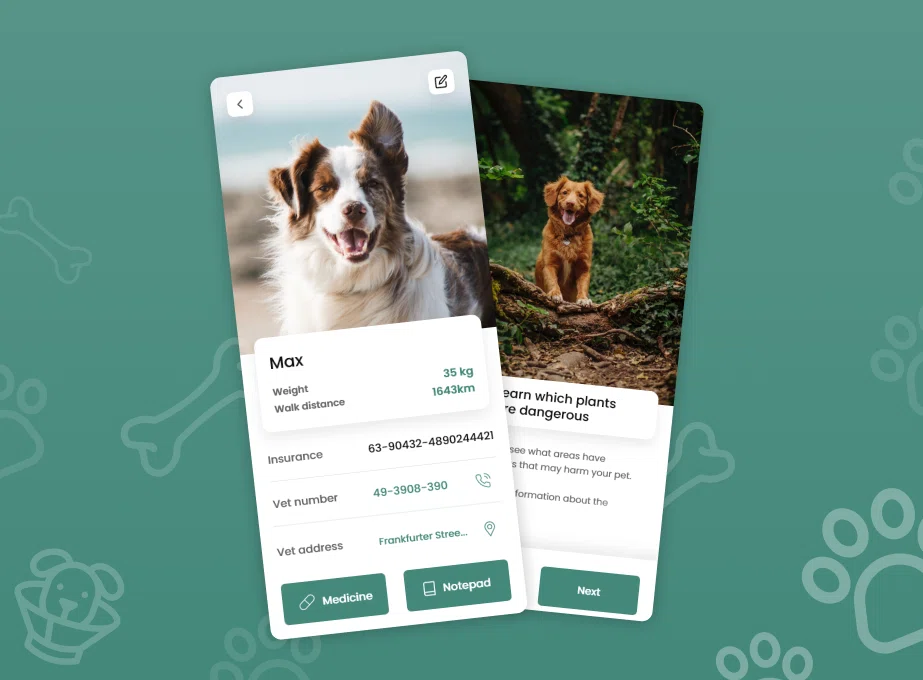 Max
Weight 35 kg
Walk distance 1643km
Insurance 63-90432-4890244421
Vet number 49-3908-390
Vet address Frankfurter Stree...
Medicine Notepad
earn which plants
re dangerous
see what areas have
s that may harm your pet.
formation about the
Next